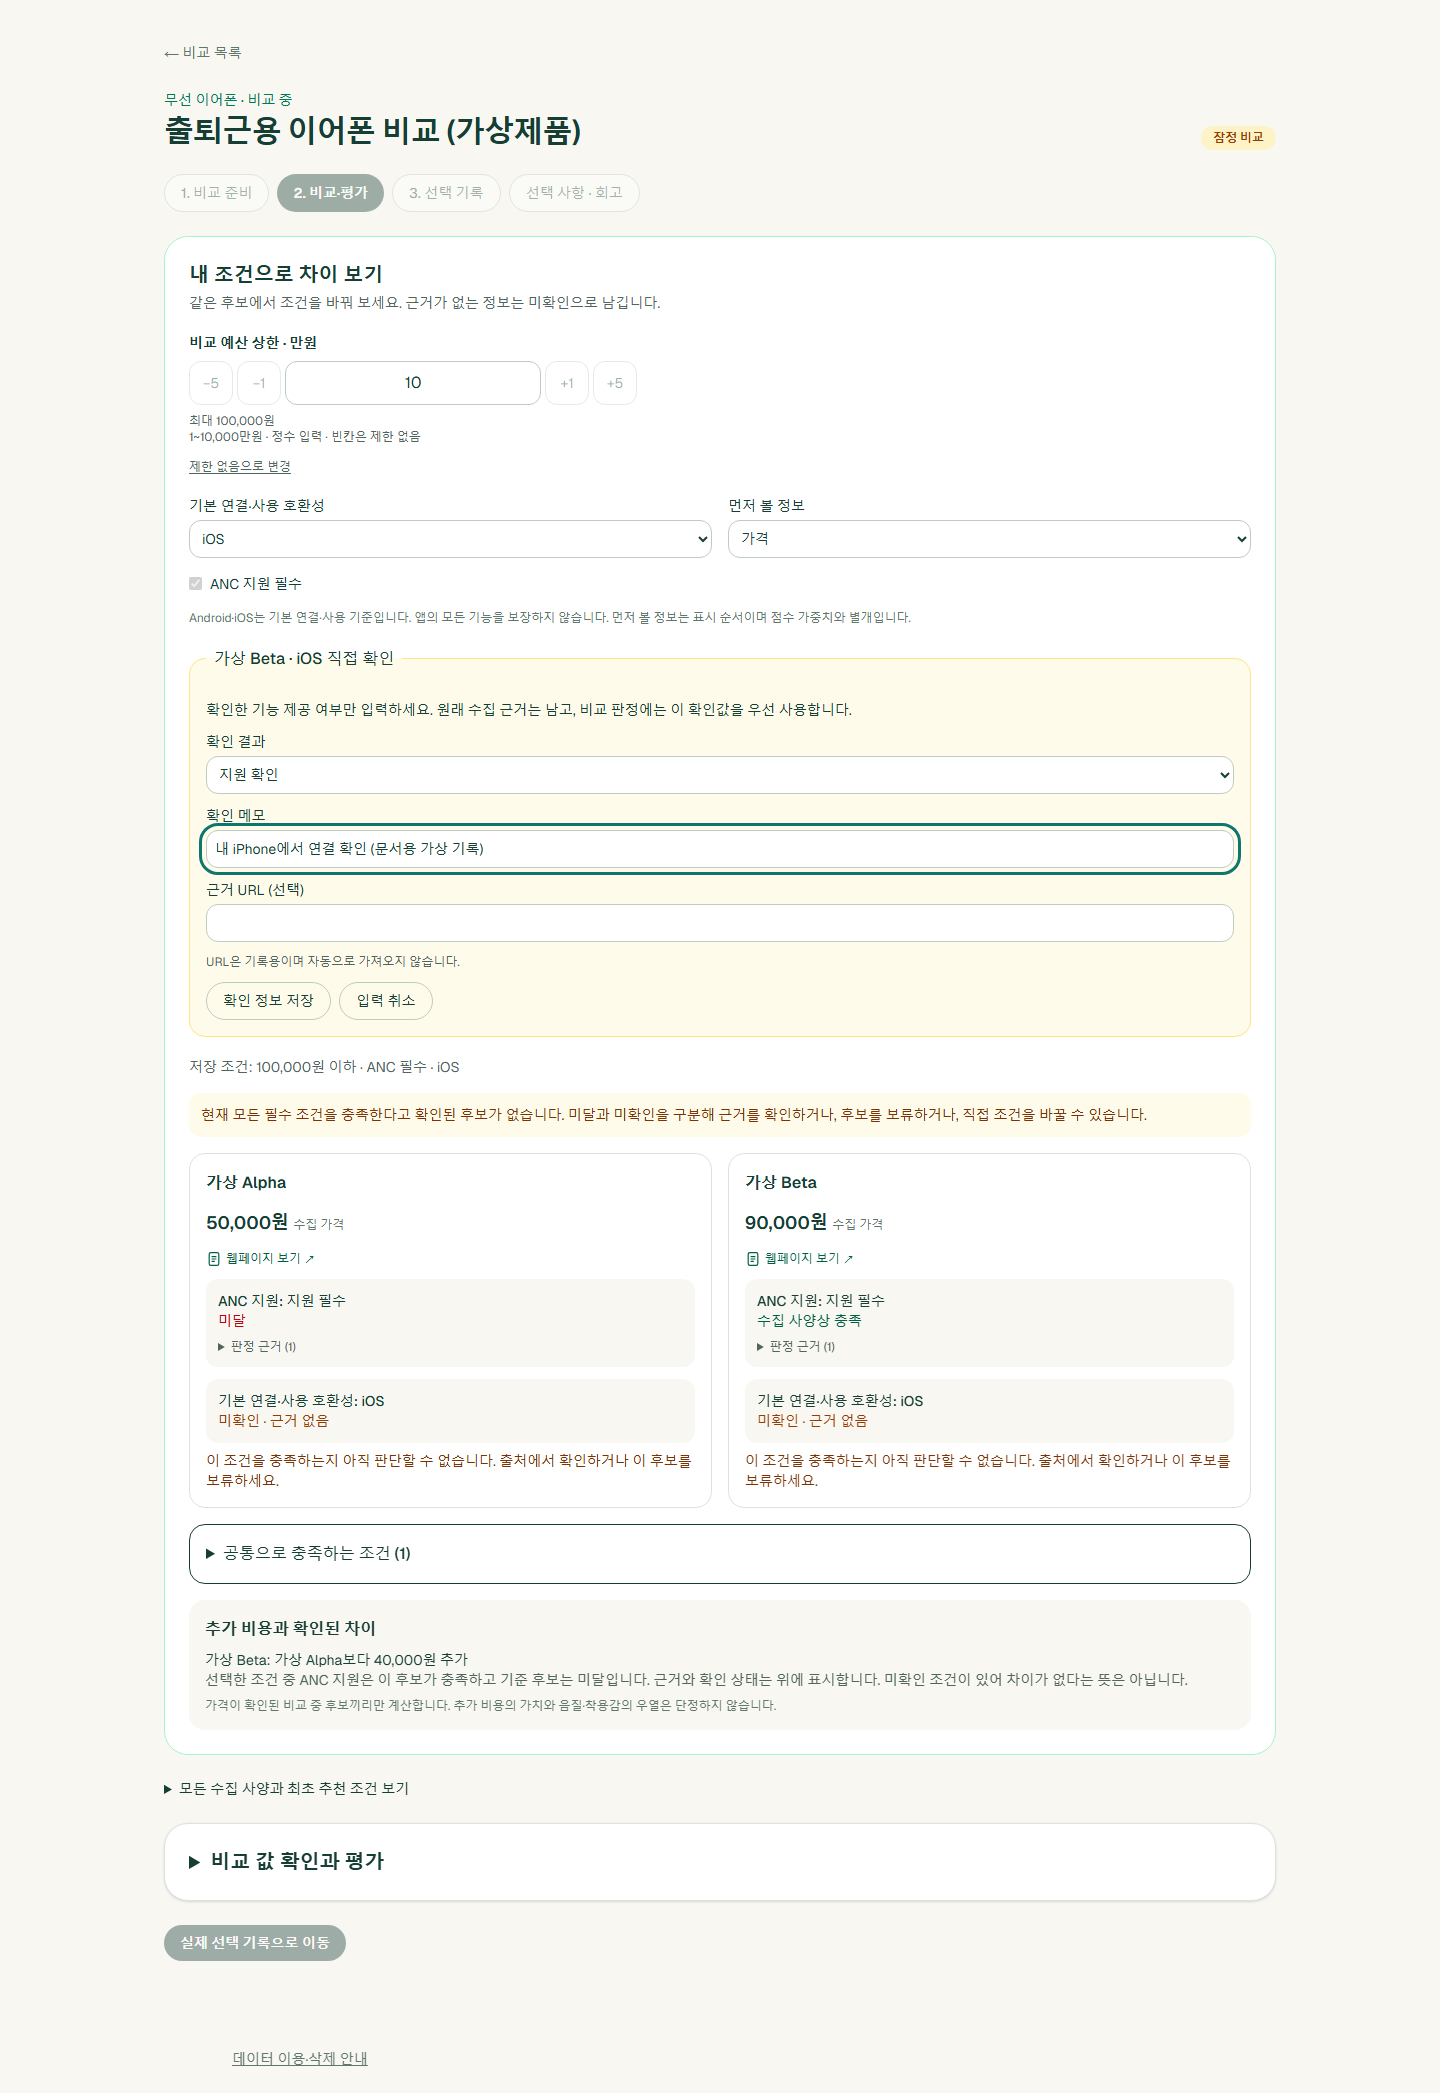 ← 비교 목록
무선 이어폰 · 비교 중
출퇴근용 이어폰 비교 (가상제품)
잠정 비교
1. 비교 준비
2. 비교·평가
3. 선택 기록
선택 사항 · 회고
내 조건으로 차이 보기
같은 후보에서 조건을 바꿔 보세요. 근거가 없는 정보는 미확인으로 남깁니다.
비교 예산 상한 · 만원
−5
−1
10
+1
+5
최대 100,000원
1~10,000만원 · 정수 입력 · 빈칸은 제한 없음
제한 없음으로 변경
기본 연결·사용 호환성
먼저 볼 정보
iOS
가격
ANC 지원 필수
Android·iOS는 기본 연결·사용 기준입니다. 앱의 모든 기능을 보장하지 않습니다. 먼저 볼 정보는 표시 순서이며 점수 가중치와 별개입니다.
가상 Beta · iOS 직접 확인
확인한 기능 제공 여부만 입력하세요. 원래 수집 근거는 남고, 비교 판정에는 이 확인값을 우선 사용합니다.
확인 결과
지원 확인
확인 메모
내 iPhone에서 연결 확인 (문서용 가상 기록)
근거 URL (선택)
URL은 기록용이며 자동으로 가져오지 않습니다.
확인 정보 저장
입력 취소
저장 조건: 100,000원 이하 · ANC 필수 · iOS
현재 모든 필수 조건을 충족한다고 확인된 후보가 없습니다. 미달과 미확인을 구분해 근거를 확인하거나, 후보를 보류하거나, 직접 조건을 바꿀 수 있습니다.
가상 Alpha
50,000원 수집 가격
웹페이지 보기 ↗
ANC 지원: 지원 필수
미달
▶ 판정 근거 (1)
기본 연결·사용 호환성: iOS
미확인 · 근거 없음
이 조건을 충족하는지 아직 판단할 수 없습니다. 출처에서 확인하거나 이 후보를
보류하세요.
가상 Beta
90,000원 수집 가격
웹페이지 보기 ↗
ANC 지원: 지원 필수
수집 사양상 충족
▶ 판정 근거 (1)
기본 연결·사용 호환성: iOS
미확인 · 근거 없음
이 조건을 충족하는지 아직 판단할 수 없습니다. 출처에서 확인하거나 이 후보를
보류하세요.
▶ 공통으로 충족하는 조건 (1)
추가 비용과 확인된 차이
가상 Beta: 가상 Alpha보다 40,000원 추가
선택한 조건 중 ANC 지원은 이 후보가 충족하고 기준 후보는 미달입니다. 근거와 확인 상태는 위에 표시합니다. 미확인 조건이 있어 차이가 없다는 뜻은 아닙니다.
가격이 확인된 비교 중 후보끼리만 계산합니다. 추가 비용의 가치와 음질·착용감의 우열은 단정하지 않습니다.
▶ 모든 수집 사양과 최초 추천 조건 보기
▶ 비교 값 확인과 평가
실제 선택 기록으로 이동
데이터 이용·삭제 안내